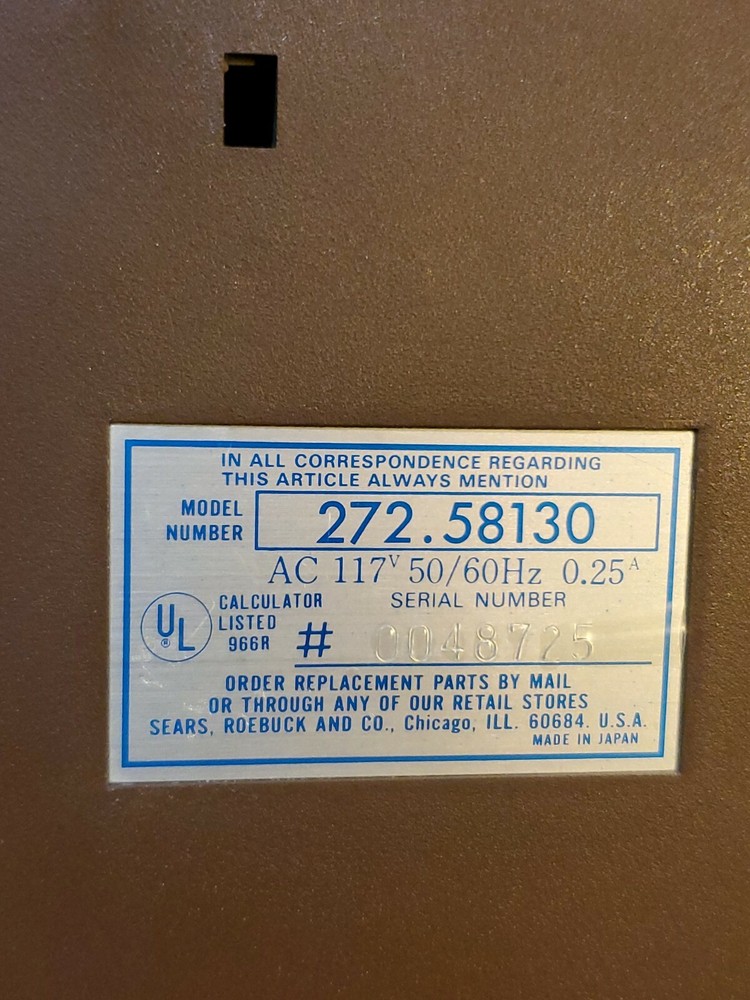 IN ALL CORRESPONDENCE REGARDING
THIS ARTICLE ALWAYS MENTION
MODEL NUMBER 272.58130
AC 117V 50/60Hz 0.25A
UL® CALCULATOR LISTED 966R
SERIAL NUMBER
# 0048725
ORDER REPLACEMENT PARTS BY MAIL
OR THROUGH ANY OF OUR RETAIL STORES
SEARS, ROEBUCK AND CO., Chicago, ILL. 60684. U.S.A.
MADE IN JAPAN